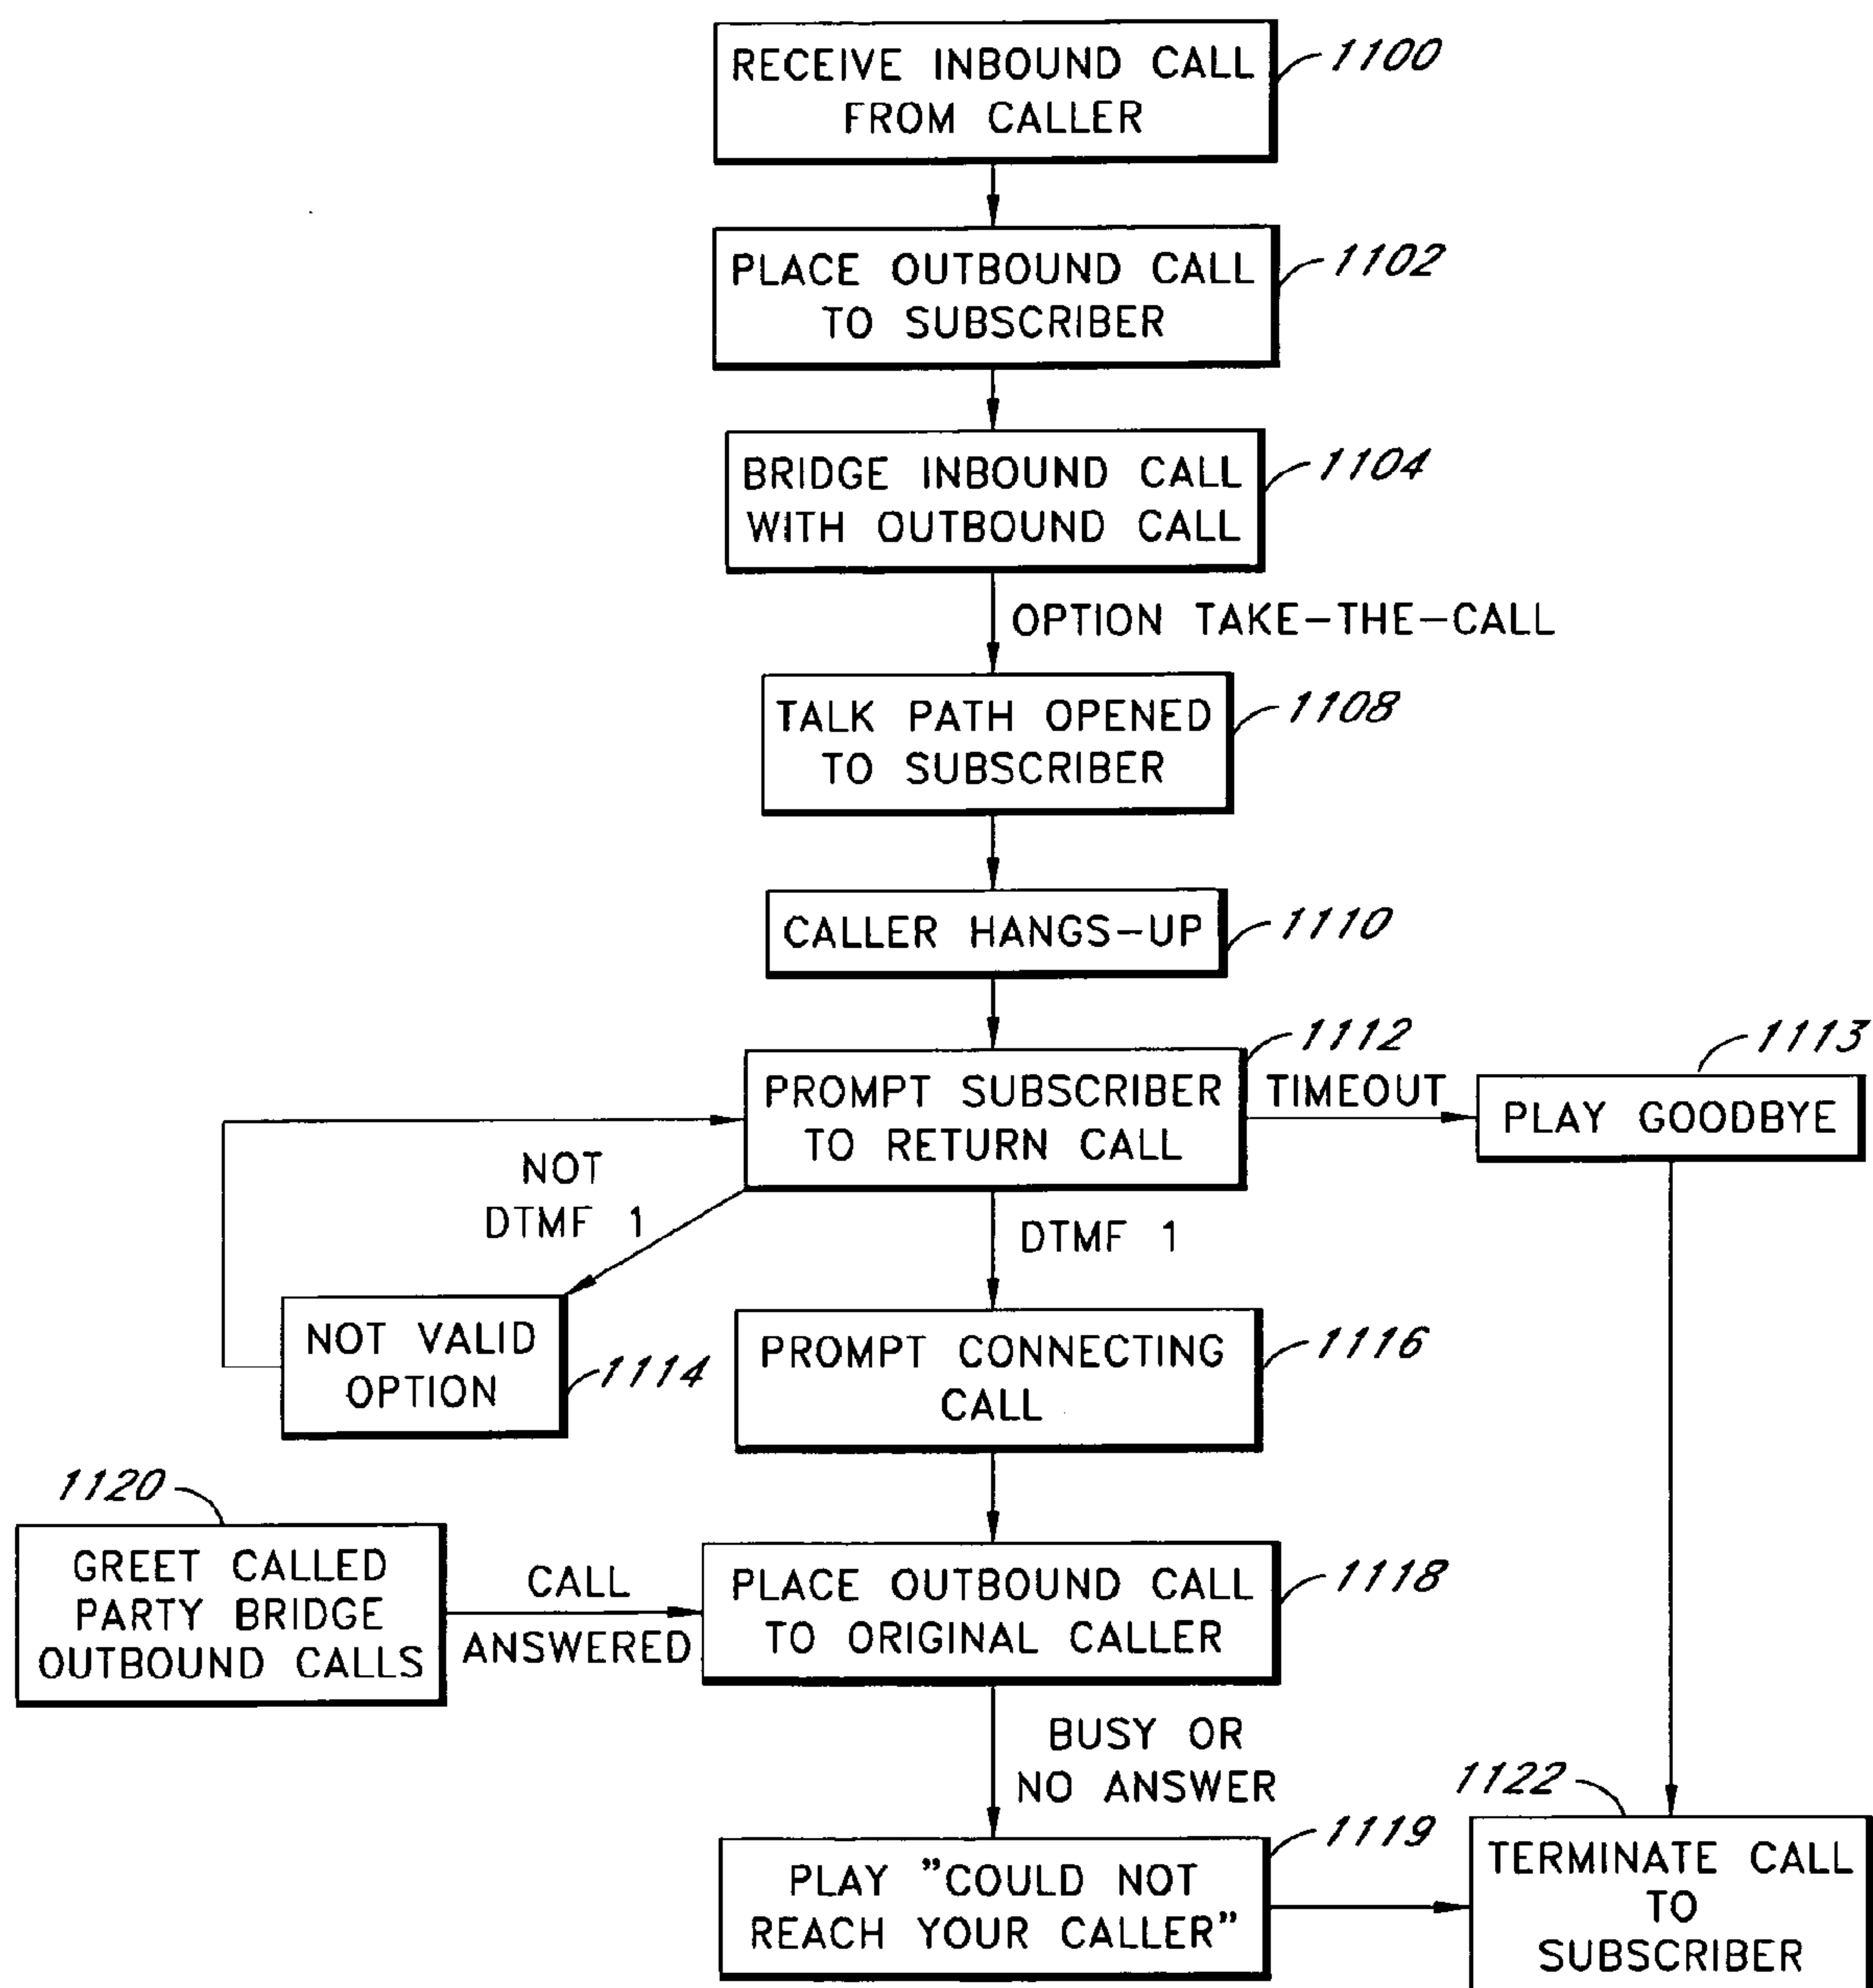 RECEIVE INBOUND CALL
FROM CALLER
1100
PLACE OUTBOUND CALL
TO SUBSCRIBER
1102
BRIDGE INBOUND CALL
WITH OUTBOUND CALL
1104
OPTION TAKE-THE-CALL
TALK PATH OPENED
TO SUBSCRIBER
1108
CALLER HANGS-UP
1110
PROMPT SUBSCRIBER
TO RETURN CALL
1112
TIMEOUT
PLAY GOODBYE
1113
NOT
DTMF 1
DTMF 1
NOT VALID
OPTION
1114
PROMPT CONNECTING
CALL
1116
1120
GREET CALLED
PARTY BRIDGE
OUTBOUND CALLS
CALL
ANSWERED
PLACE OUTBOUND CALL
TO ORIGINAL CALLER
1118
BUSY OR
NO ANSWER
PLAY "COULD NOT
REACH YOUR CALLER"
1119
1122
TERMINATE CALL
TO
SUBSCRIBER